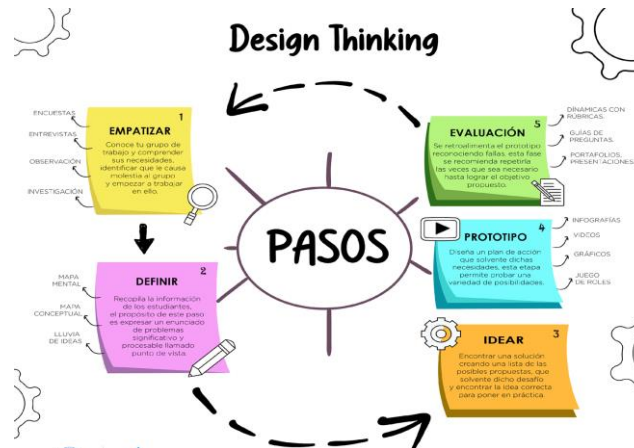 Design Thinking
1
EMPATIZAR
Conoce tu grupo de
trabajo y comprender
sus necesidades,
identificar que le causa
molestia al grupo
y empezar a trabajar
en ello.
ENCUESTAS
ENTREVISTAS
OBSERVACIÓN
INVESTIGACIÓN
2
DEFINIR
Recopila la información
de los estudiantes,
el propósito de este paso
es expresar un enunciado
de problemas
significativo y
procesable llamado
punto de vista
MAPA
MENTAL
MAPA
CONCEPTUAL
LLUVIA
DE IDEAS
PASOS
3
IDEAR
Encontrar una solución
creando una lista de las
posibles propuestas, que
solvente dicho desafío
y encontrar la idea correcta
para poner en práctica.
4
PROTOTIPO
Diseña un plan de acción
que solvente dichas
necesidades, esta etapa
permite probar una
variedad de posibilidades.
INFOGRAFÍAS
VIDEOS
GRÁFICOS
JUEGO
DE ROLES
5
EVALUACIÓN
Se retroalimenta el prototipo
reconociendo fallas, esta fase
se recomienda repetirla
las veces que sea necesario
hasta lograr el objetivo
propuesto.
DINÁMICAS CON
RÚBRICAS.
GUÍAS DE
PREGUNTAS.
PORTAFOLIOS,
PRESENTACIONES